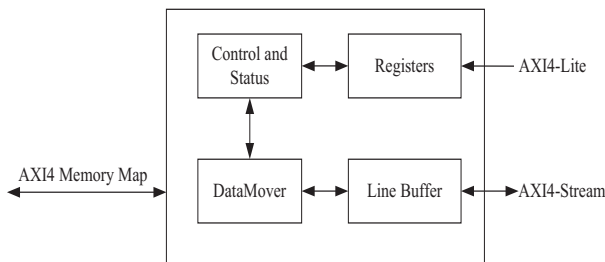 Control and
Status
Registers
AXI4-Lite
AXI4 Memory Map
DataMover
Line Buffer
AXI4-Stream